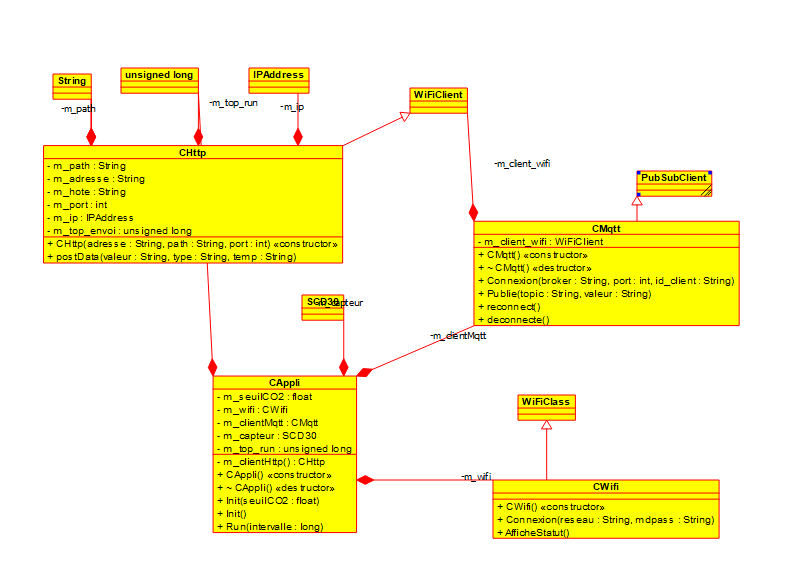 String
unsigned long
IPAddress
WiFiClient
-m_path
-m_top_run
-m_ip
CHttp
- m_path : String
- m_adresse : String
- m_hote : String
- m_port : int
- m_ip : IPAddress
- m_top_envoi : unsigned long
+ CHttp(adresse : String, path : String, port : int) «constructor»
+ postData(valeur : String, type : String, temp : String)
-m_client_wifi
PubSubClient
CMqtt
- m_client_wifi : WiFiClient
+ CMqtt() «constructor»
+ ~ CMqtt() «destructor»
+ Connexion(broker : String, port : int, id_client : String)
+ Publie(topic : String, valeur : String)
+ reconnect()
+ deconnecte()
SCD30
-m_capteur
-m_clientMqtt
CAppli
- m_seuilCO2 : float
- m_wifi : CWifi
- m_clientMqtt : CMqtt
- m_capteur : SCD30
- m_top_run : unsigned long
- m_clientHttp() : CHttp
+ CAppli() «constructor»
+ ~ CAppli() «destructor»
+ Init(seuilCO2 : float)
+ Init()
+ Run(intervalle : long)
WiFiClass
-m_wifi
CWifi
+ CWifi() «constructor»
+ Connexion(reseau : String, mdpass : String)
+ AfficheStatut()